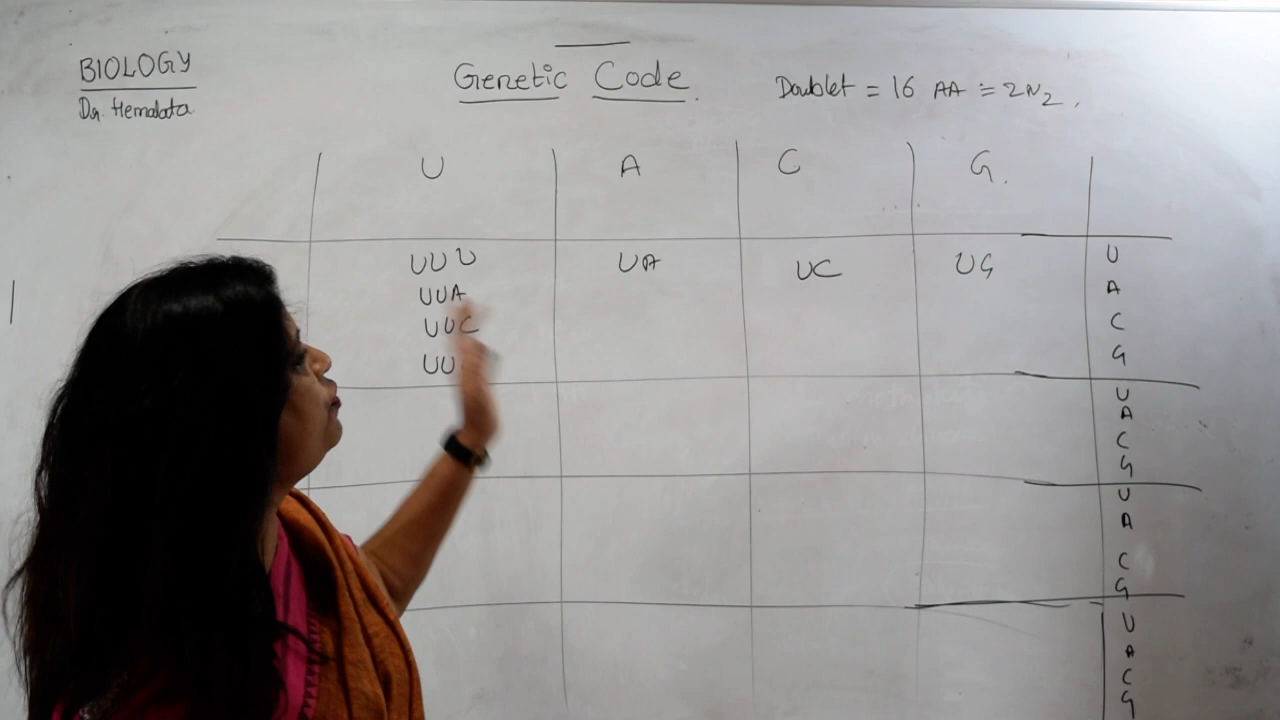 BIOLOGY
Dr. Hemalata
Genetic Code.
Doublet = 16 AA = 2N2.
U A C G.
UUU UA UC UG U
UUA A
UUC C
UU G
U
A
C
G
U
A
C
G
U
A
C
G